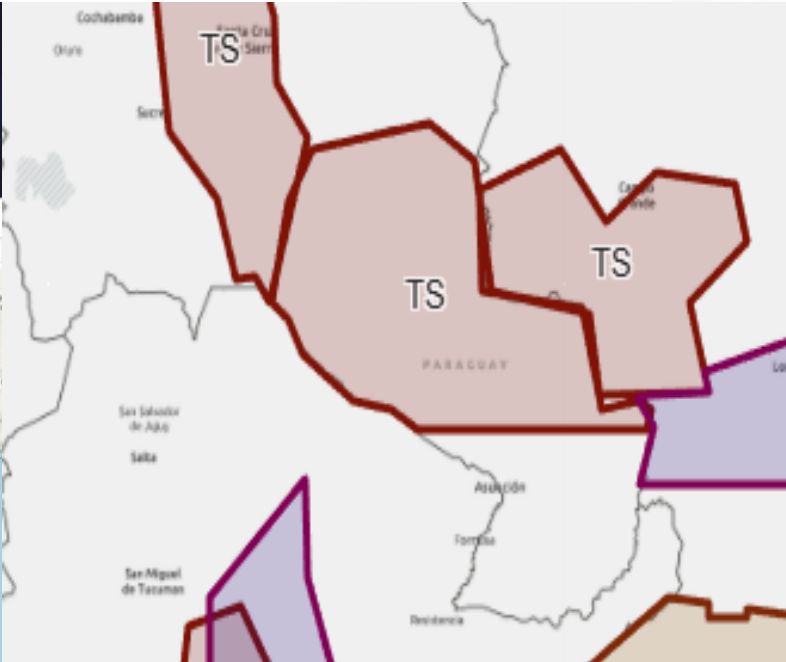 Cochabamba
Oruro
TS
Sucre
TS
TS
PARAGUAY
Lo
San Salvador
de Jujuy
Salta
Asunción
Formosa
San Miguel
de Tucuman
Resistencia